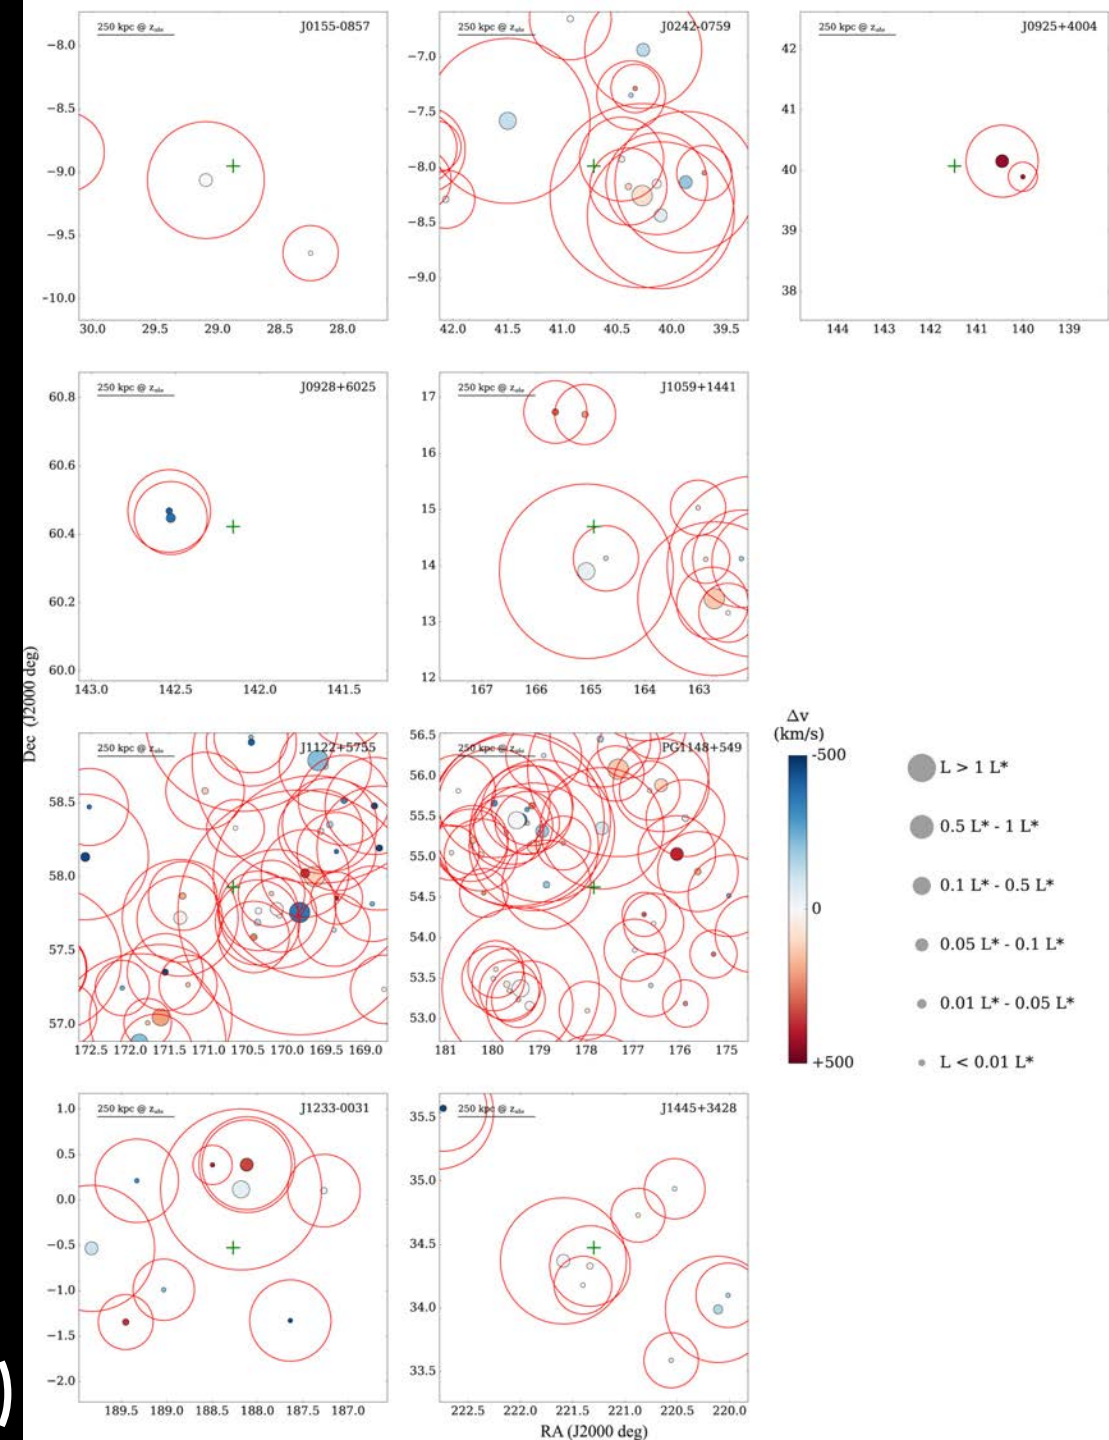 250 kpc @ zabs J0155-0857
−8.0
−8.5
−9.0
−9.5
−10.0
30.0 29.5 29.0 28.5 28.0
250 kpc @ zabs J0242-0759
−7.0
−7.5
−8.0
−8.5
−9.0
42.0 41.5 41.0 40.5 40.0 39.5
250 kpc @ zabs J0925+4004
42
41
40
39
38
144 143 142 141 140 139
250 kpc @ zabs J0928+6025
60.8
60.6
60.4
60.2
60.0
143.0 142.5 142.0 141.5
250 kpc @ zabs J1059+1441
17
16
15
14
13
12
167 166 165 164 163
Dec (J2000 deg)
250 kpc @ zabs J1122+5755
58.5
58.0
57.5
57.0
172.5 172.0 171.5 171.0 170.5 170.0 169.5 169.0
250 kpc @ zabs PG1148+549
56.5
56.0
55.5
55.0
54.5
54.0
53.5
53.0
181 180 179 178 177 176 175
Δv
(km/s)
-500
0
+500
L > 1 L*
0.5 L* - 1 L*
0.1 L* - 0.5 L*
0.05 L* - 0.1 L*
0.01 L* - 0.05 L*
L < 0.01 L*
250 kpc @ zabs J1233-0031
1.0
0.5
0.0
−0.5
−1.0
−1.5
−2.0
189.5 189.0 188.5 188.0 187.5 187.0
250 kpc @ zabs J1445+3428
35.5
35.0
34.5
34.0
33.5
222.5 222.0 221.5 221.0 220.5 220.0
RA (J2000 deg)
)